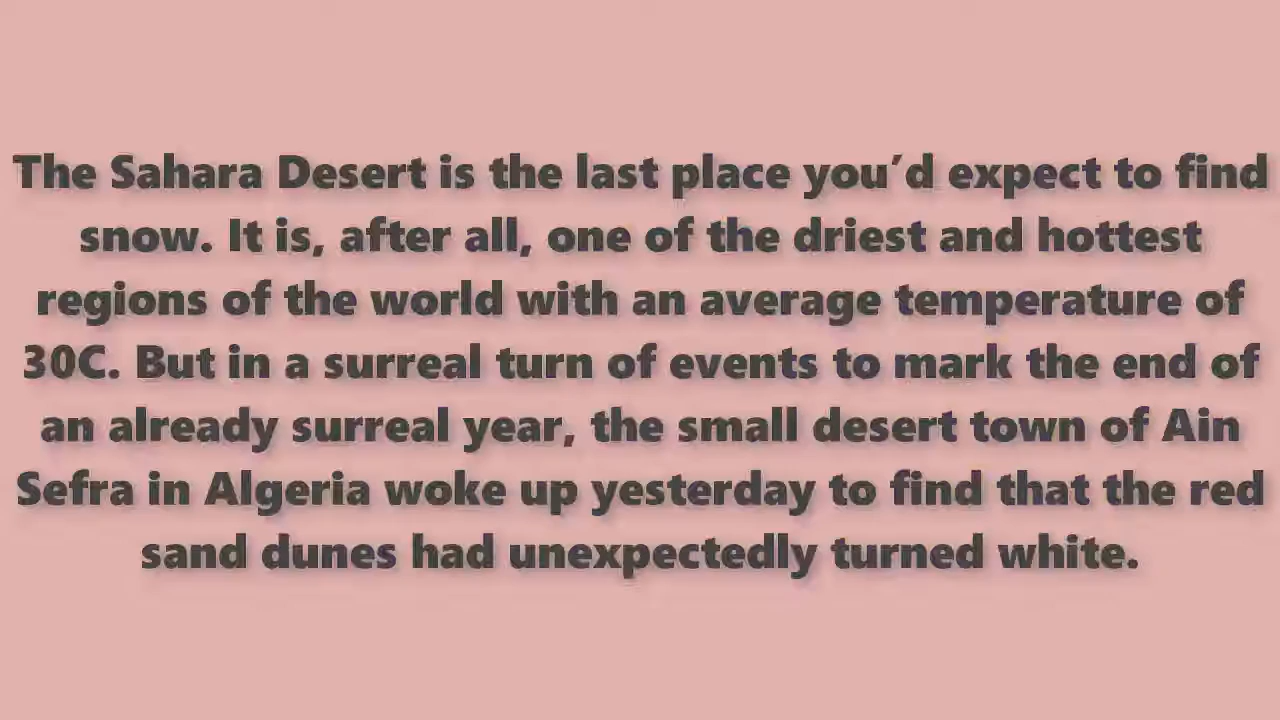 The Sahara Desert is the last place you′d expect to find
snow. It is, after all, one of the driest and hottest
regions of the world with an average temperature of
30C. But in a surreal turn of events to mark the end of
an already surreal year, the small desert town of Ain
Sefra in Algeria woke up yesterday to find that the red
sand dunes had unexpectedly turned white.